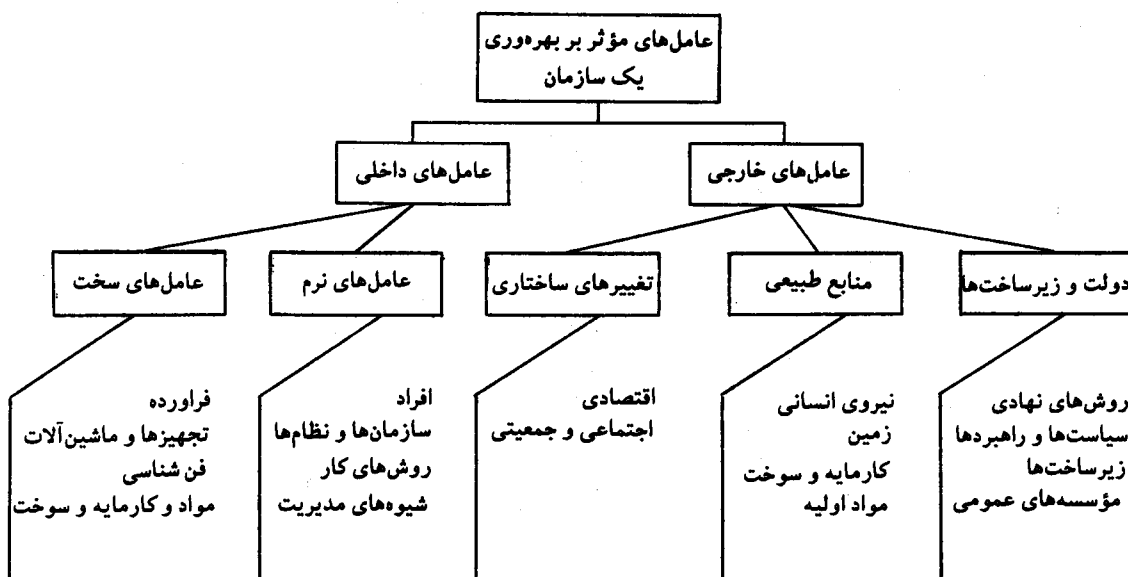 عامل‌های مؤثر بر بهره‌وری
یک سازمان
عامل‌های خارجی
عامل‌های داخلی
دولت و زیرساخت‌ها
منابع طبیعی
تغییرهای ساختاری
عامل‌های نرم
عامل‌های سخت
روش‌های نهادی
سیاست‌ها و راهبردها
زیرساخت‌ها
مؤسسه‌های عمومی
نیروی انسانی
زمین
کارمایه و سوخت
مواد اولیه
اقتصادی
اجتماعی و جمعیتی
افراد
سازمان‌ها و نظام‌ها
روش‌های کار
شیوه‌های مدیریت
فراورده
تجهیزها و ماشین‌آلات
فن شناسی
مواد و کارمایه و سوخت